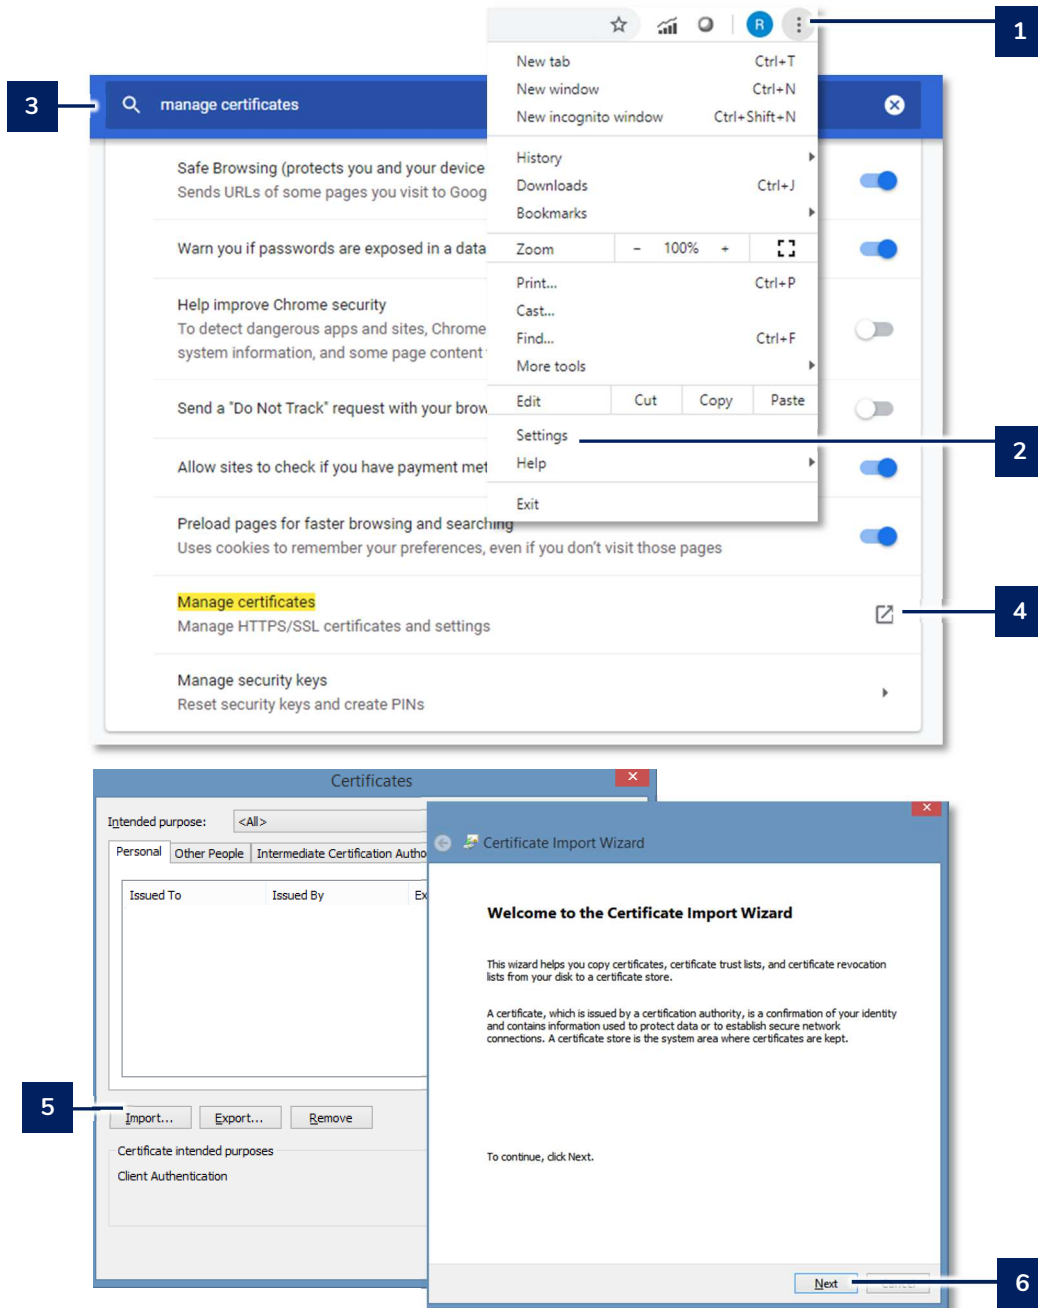 R
1
New tab Ctrl+T
New window Ctrl+N
New incognito window Ctrl+Shift+N
History
Downloads Ctrl+J
Bookmarks
Zoom - 100% +
Print... Ctrl+P
Cast...
Find... Ctrl+F
More tools
Edit Cut Copy Paste
Settings
2
Help
Exit
3
manage certificates
Safe Browsing (protects you and your device
Sends URLs of some pages you visit to Goog
Warn you if passwords are exposed in a data
Help improve Chrome security
To detect dangerous apps and sites, Chrome
system information, and some page content
Send a "Do Not Track" request with your brow
Allow sites to check if you have payment met
Preload pages for faster browsing and searching
Uses cookies to remember your preferences, even if you don't visit those pages
Manage certificates
Manage HTTPS/SSL certificates and settings
4
Manage security keys
Reset security keys and create PINs
Certificates
Intended purpose: <All>
Personal Other People Intermediate Certification Autho
Issued To Issued By Ex
5
Import... Export... Remove
Certificate intended purposes
Client Authentication
Certificate Import Wizard
Welcome to the Certificate Import Wizard
This wizard helps you copy certificates, certificate trust lists, and certificate revocation
lists from your disk to a certificate store.
A certificate, which is issued by a certification authority, is a confirmation of your identity
and contains information used to protect data or to establish secure network
connections. A certificate store is the system area where certificates are kept.
To continue, click Next.
Next
6